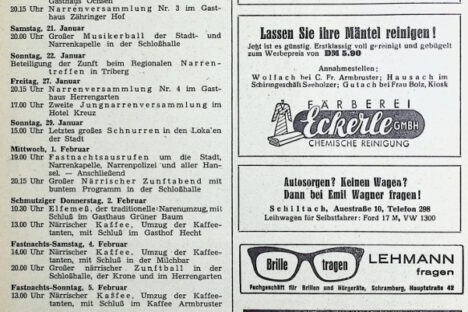 Gasthaus Ochsen
20.15 Uhr Narrenversammlung Nr. 3 im Gast-
haus Zähringer Hof
Samstag, 21. Januar
20.00 Uhr Großer Musikerball der Stadt- und
Narrenkapelle in der Schloßhalle
Sonntag, 22. Januar
Beteiligung der Zunft beim Regionalen Narren-
treffen in Triberg
Freitag, 27. Januar
20.15 Uhr Narrenversammlung Nr. 4 im Gast-
haus Herrengarten
17.00 Uhr Zweite Jungnarrenversammlung im
Hotel Kreuz
Sonntag, 29. Januar
15.00 Uhr Letztes großes Schnurren in den Lokalen
der Stadt
Mittwoch, 1. Februar
19.00 Uhr Fastnachtsausrufen um die Stadt,
Narrenkapelle, Narrenpolizei und aller Han-
sel. — Anschließend
20.15 Uhr Großer Närrischer Zunftabend mit
buntem Programm in der Schloßhalle
Schmutziger Donnerstag, 2. Februar
10.30 Uhr Elfemeß, der traditionelle Narenumzug, mit
Schluß im Gasthaus Grüner Baum
13.00 Uhr Närrischer Kaffee, Umzug der Kaffee-
tanten, mit Schluß im Gasthof Hecht
Fastnachts-Samstag, 4. Februar
14.00 Uhr Närrischer Kaffee, Umzug der Kaffee-
tanten, mit Schluß in der Milchbar
20.00 Uhr Großer närrischer Zunftball in der
Schloßhalle, der Krone und im Herrengarten
Fastnachts-Sonntag, 5. Februar
13.00 Uhr Närrischer Kaffee, Umzug der Kaffee-
tanten, mit Schluß im Kaffee Armbruster
Lassen Sie ihre Mäntel reinigen!
Jetzt ist es günstig. Erstklassig voll gereinigt und gebügelt
zum Werbepreis von DM 5.90
Annahmestellen:
Wolfach bei C. Fr. Armbruster; Hausach im
Schirmgeschäft Seeholzer; Gutach bei Frau Bolz, Kiosk
FÄRBEREI
Eckerle GMBH
CHEMISCHE REINIGUNG
Autosorgen? Keinen Wagen?
Dann bei Emil Wagner fragen!
Schiltach, Auestraße 10, Telefon 298
Leihwagen für Selbstfahrer: Ford 17 M, VW 1300
Brille tragen
LEHMANN
fragen
Fachgeschäft für Brillen und Hörgeräte, Schramberg, Hauptstraße 42